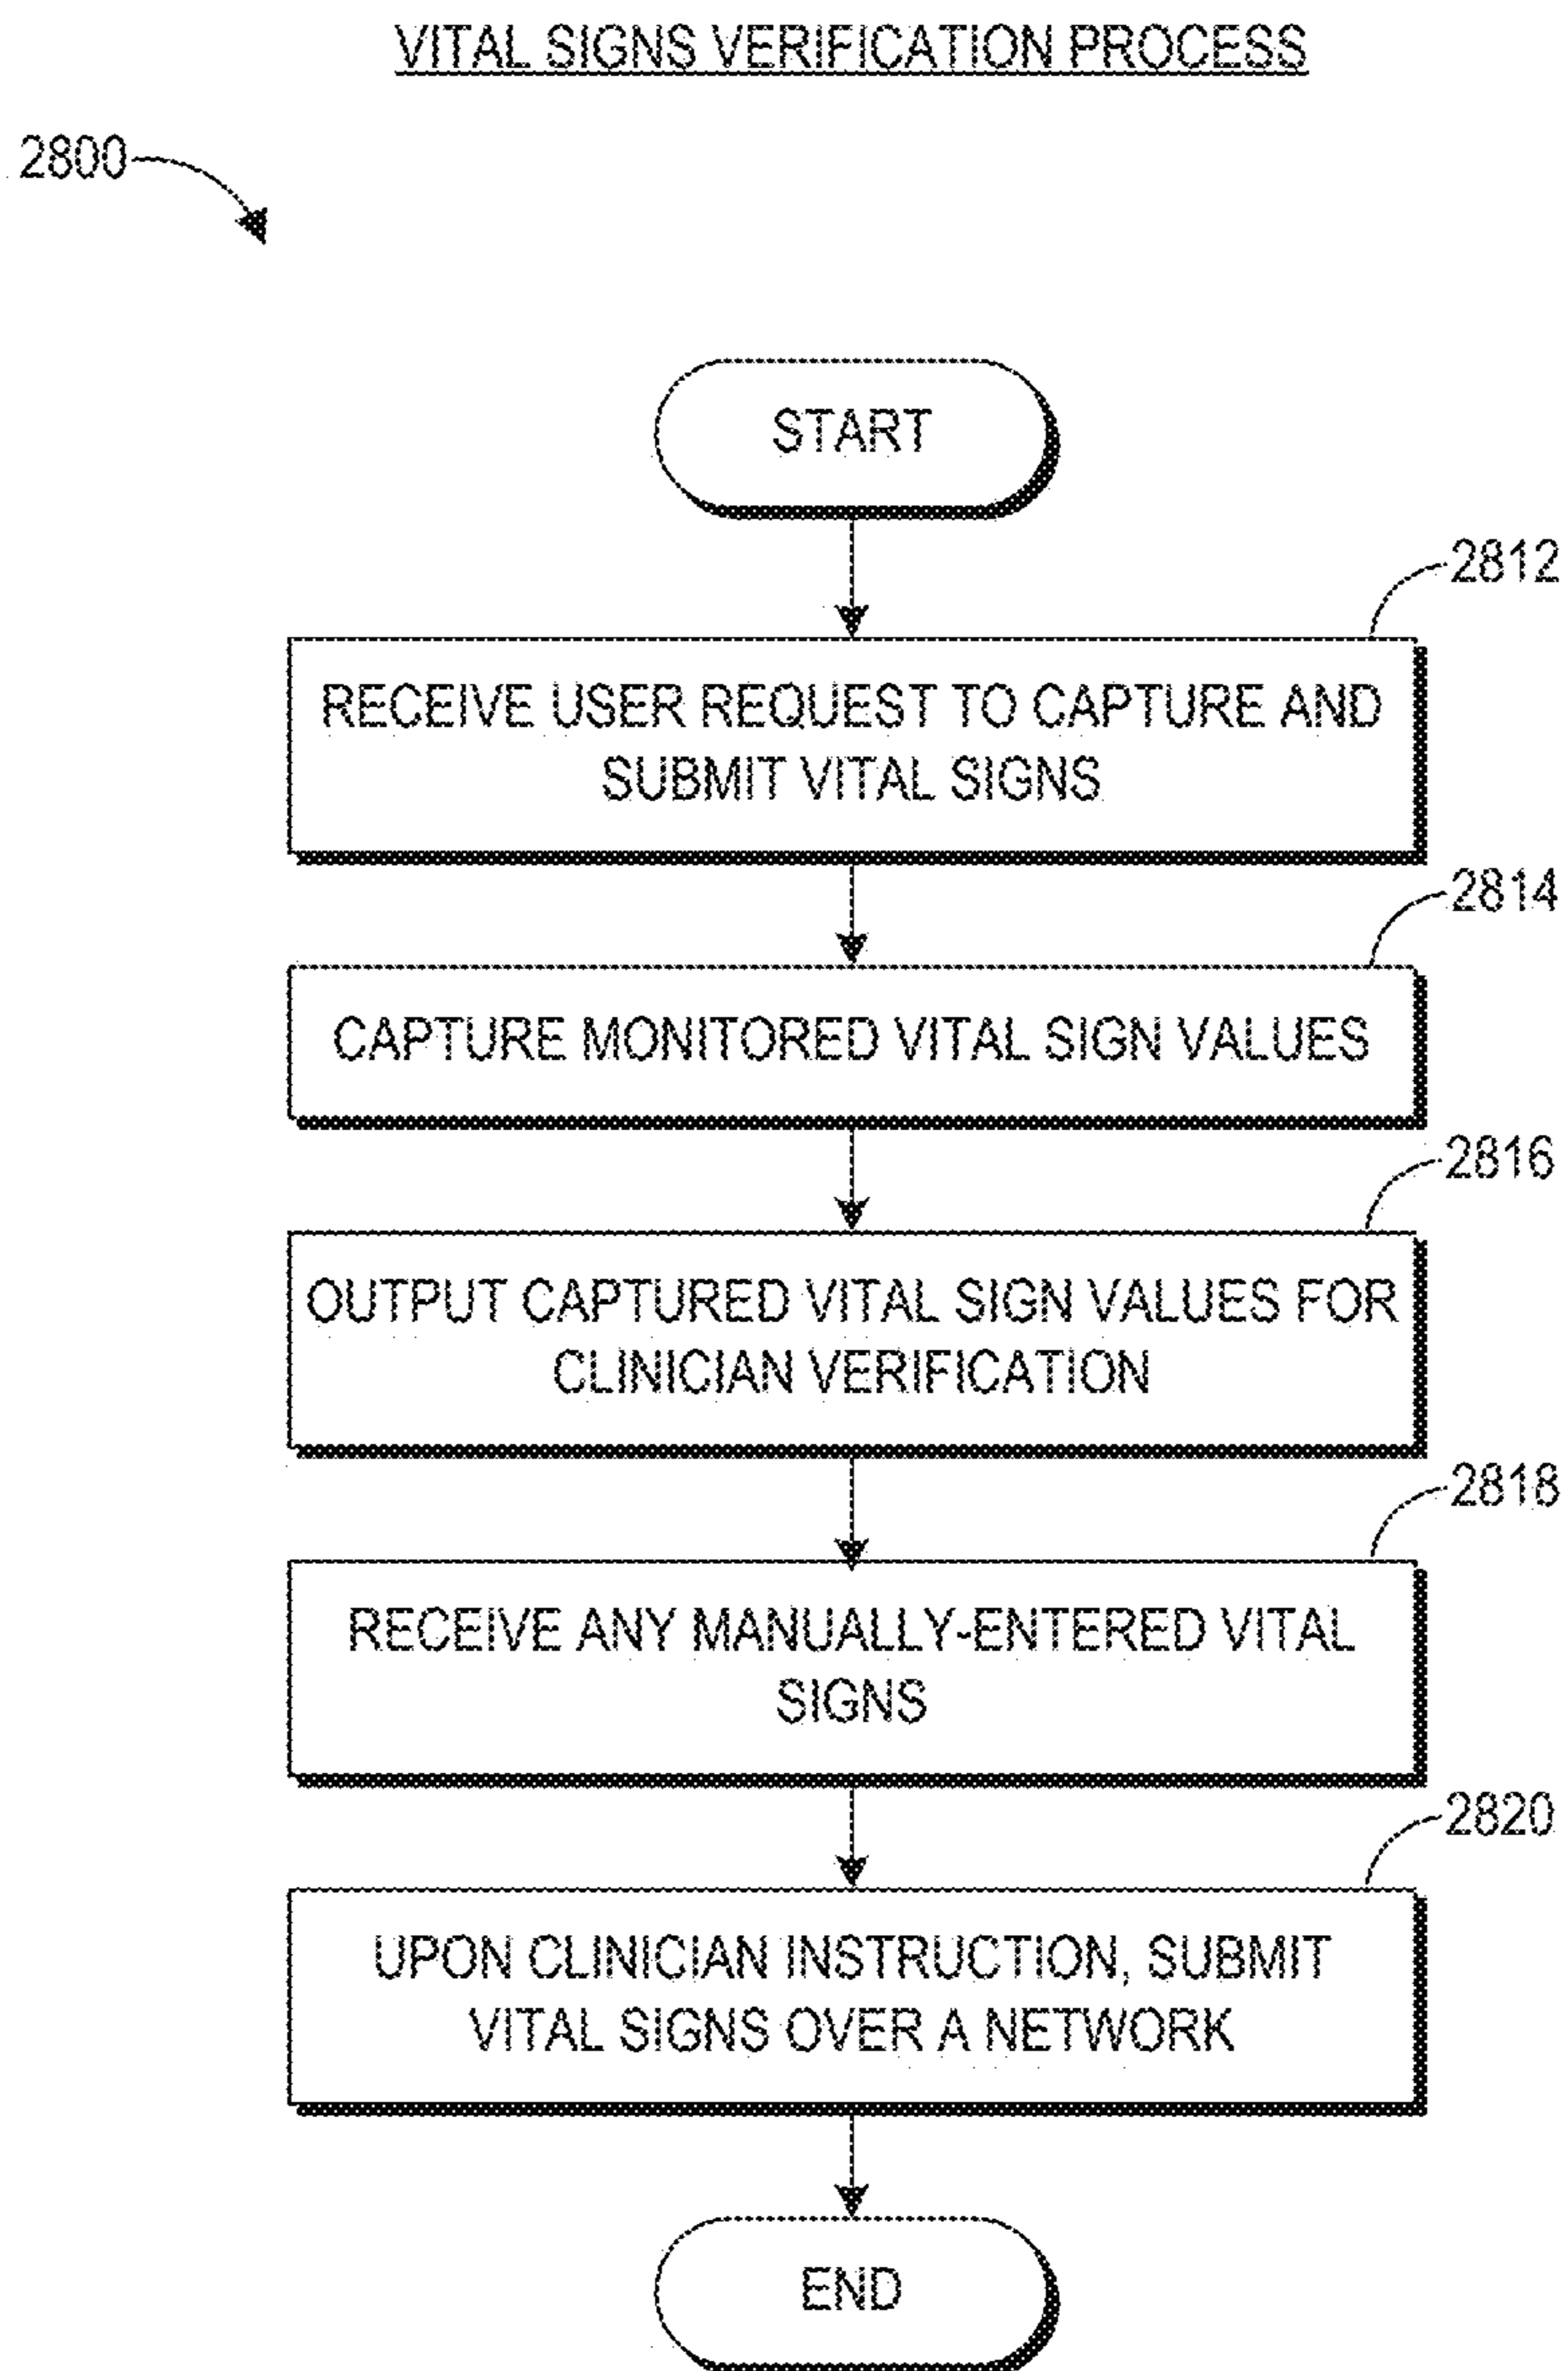 VITAL SIGNS VERIFICATION PROCESS
2800
START
2812
RECEIVE USER REQUEST TO CAPTURE AND
SUBMIT VITAL SIGNS
2814
CAPTURE MONITORED VITAL SIGN VALUES
2816
OUTPUT CAPTURED VITAL SIGN VALUES FOR
CLINICIAN VERIFICATION
2818
RECEIVE ANY MANUALLY-ENTERED VITAL
SIGNS
2820
UPON CLINICIAN INSTRUCTION, SUBMIT
VITAL SIGNS OVER A NETWORK
END